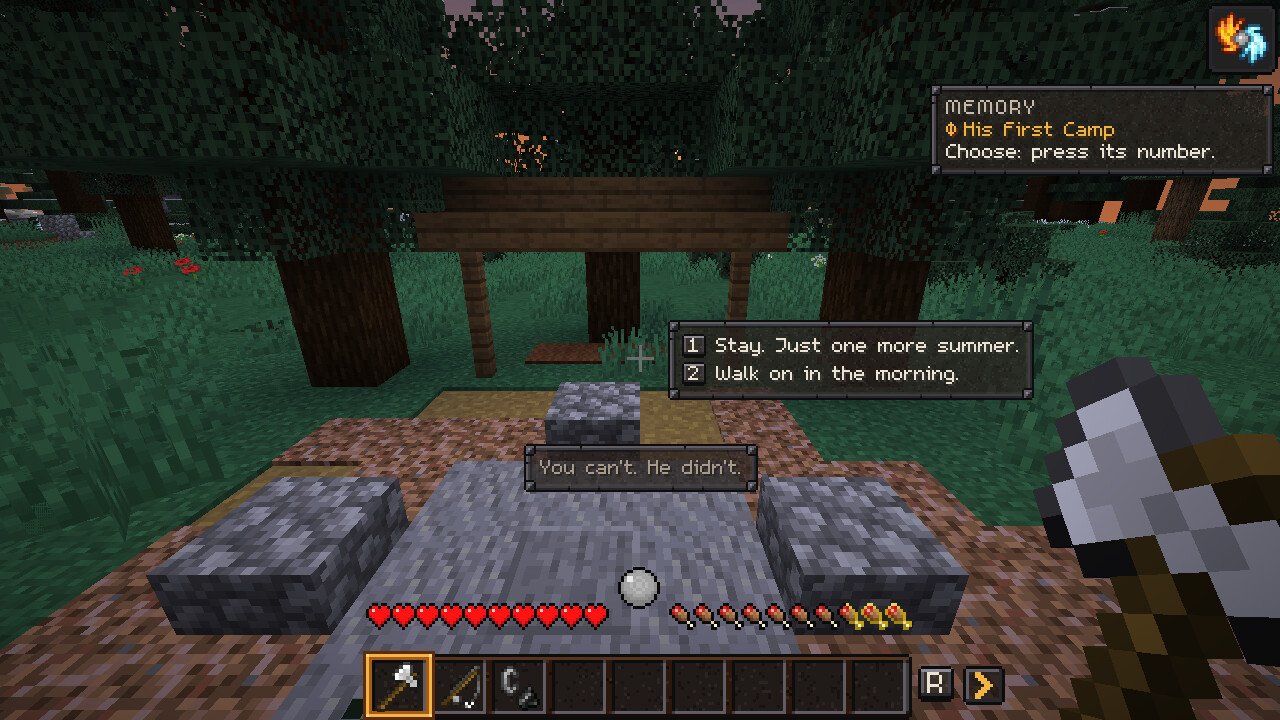 MEMORY
His First Camp
Choose: press its number.
1 Stay. Just one more summer.
2 Walk on in the morning.
You can't. He didn't.
R